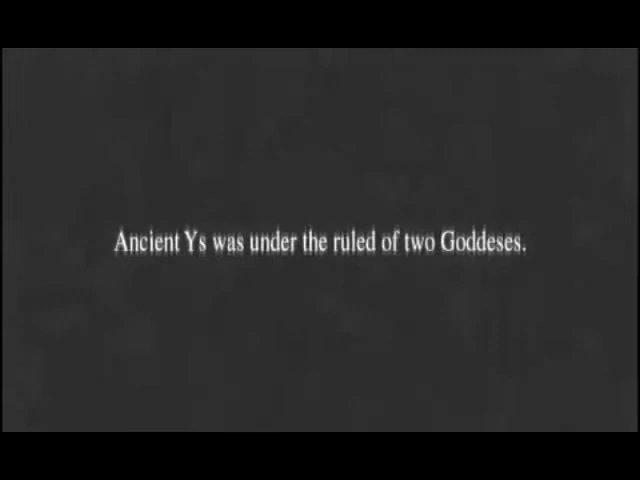 Ancient Ys was under the ruled of two Goddeses.